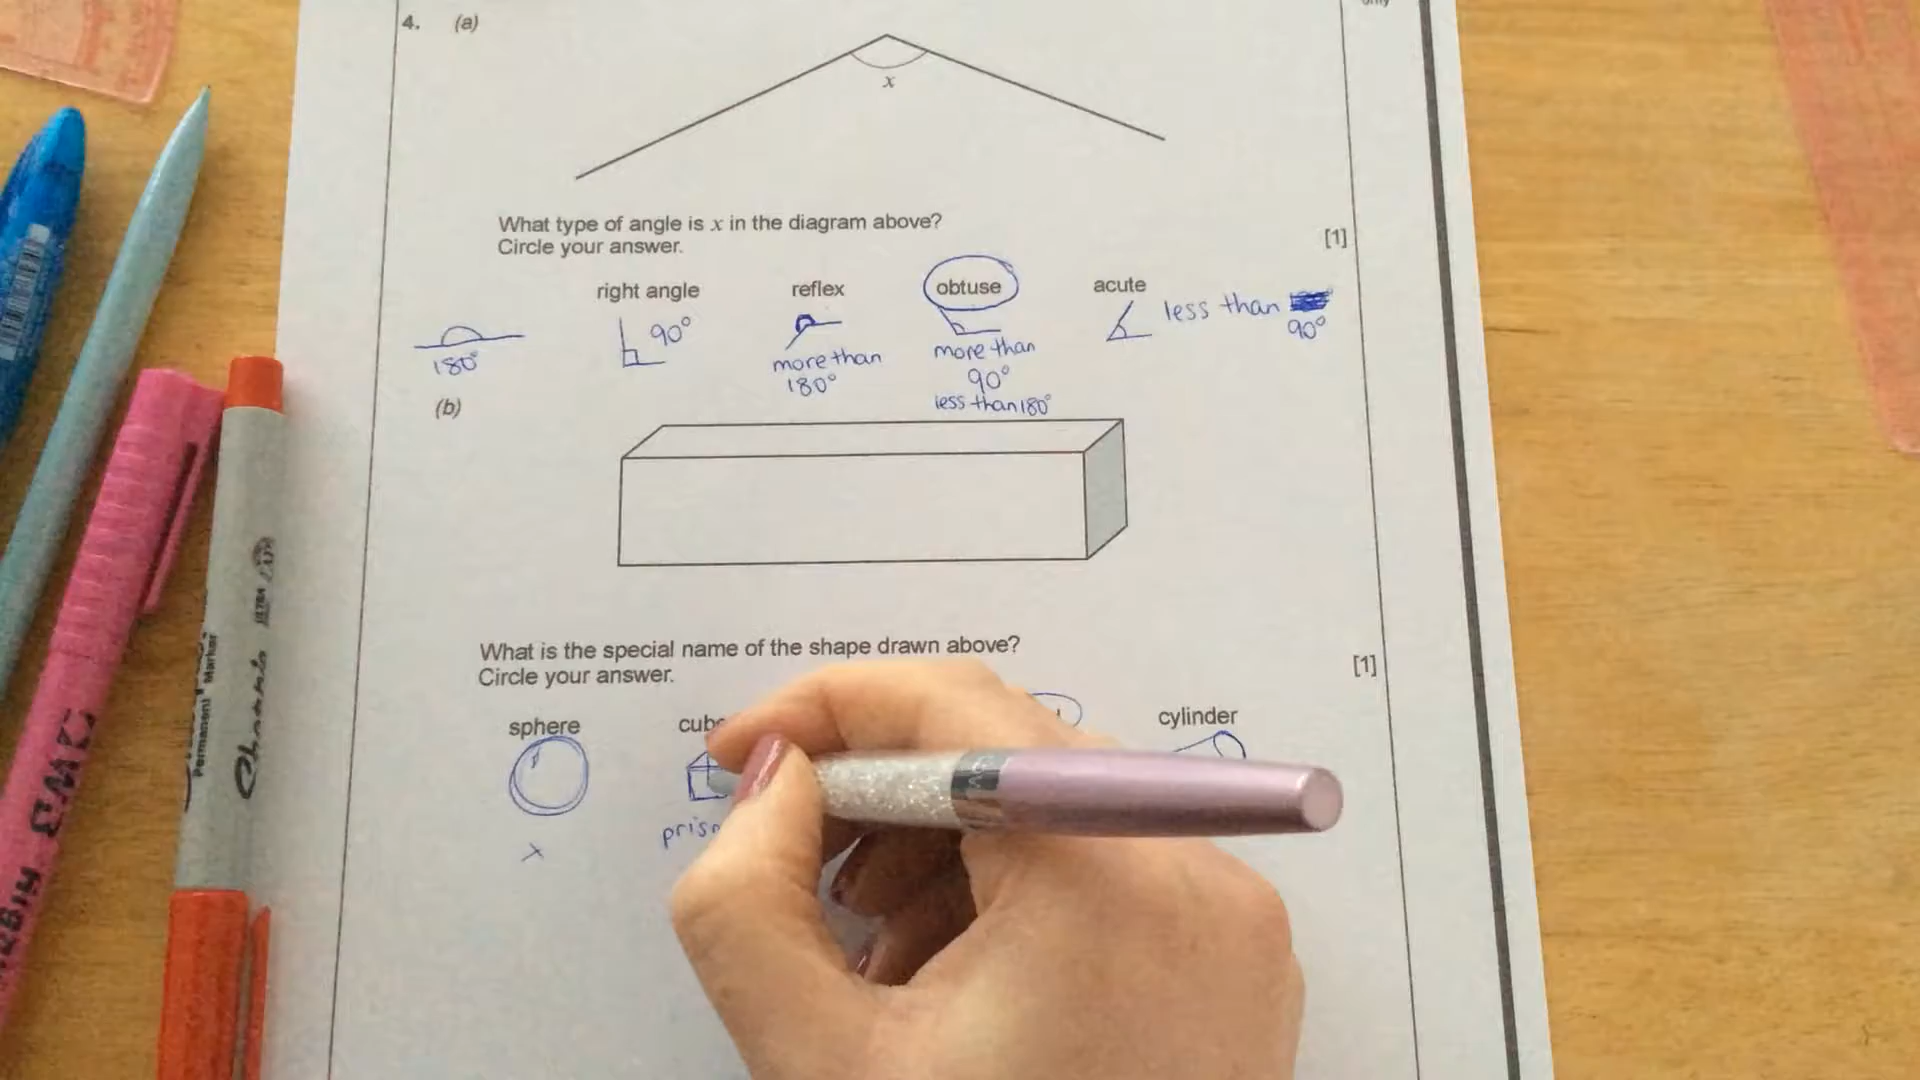 4. (a)
x
What type of angle is x in the diagram above?
Circle your answer.
[1]
right angle reflex obtuse acute
180° 90° more than 180° more than 90° less than 180° less than 90°
(b)
What is the special name of the shape drawn above?
Circle your answer.
[1]
sphere cylinder
Permanent Marker